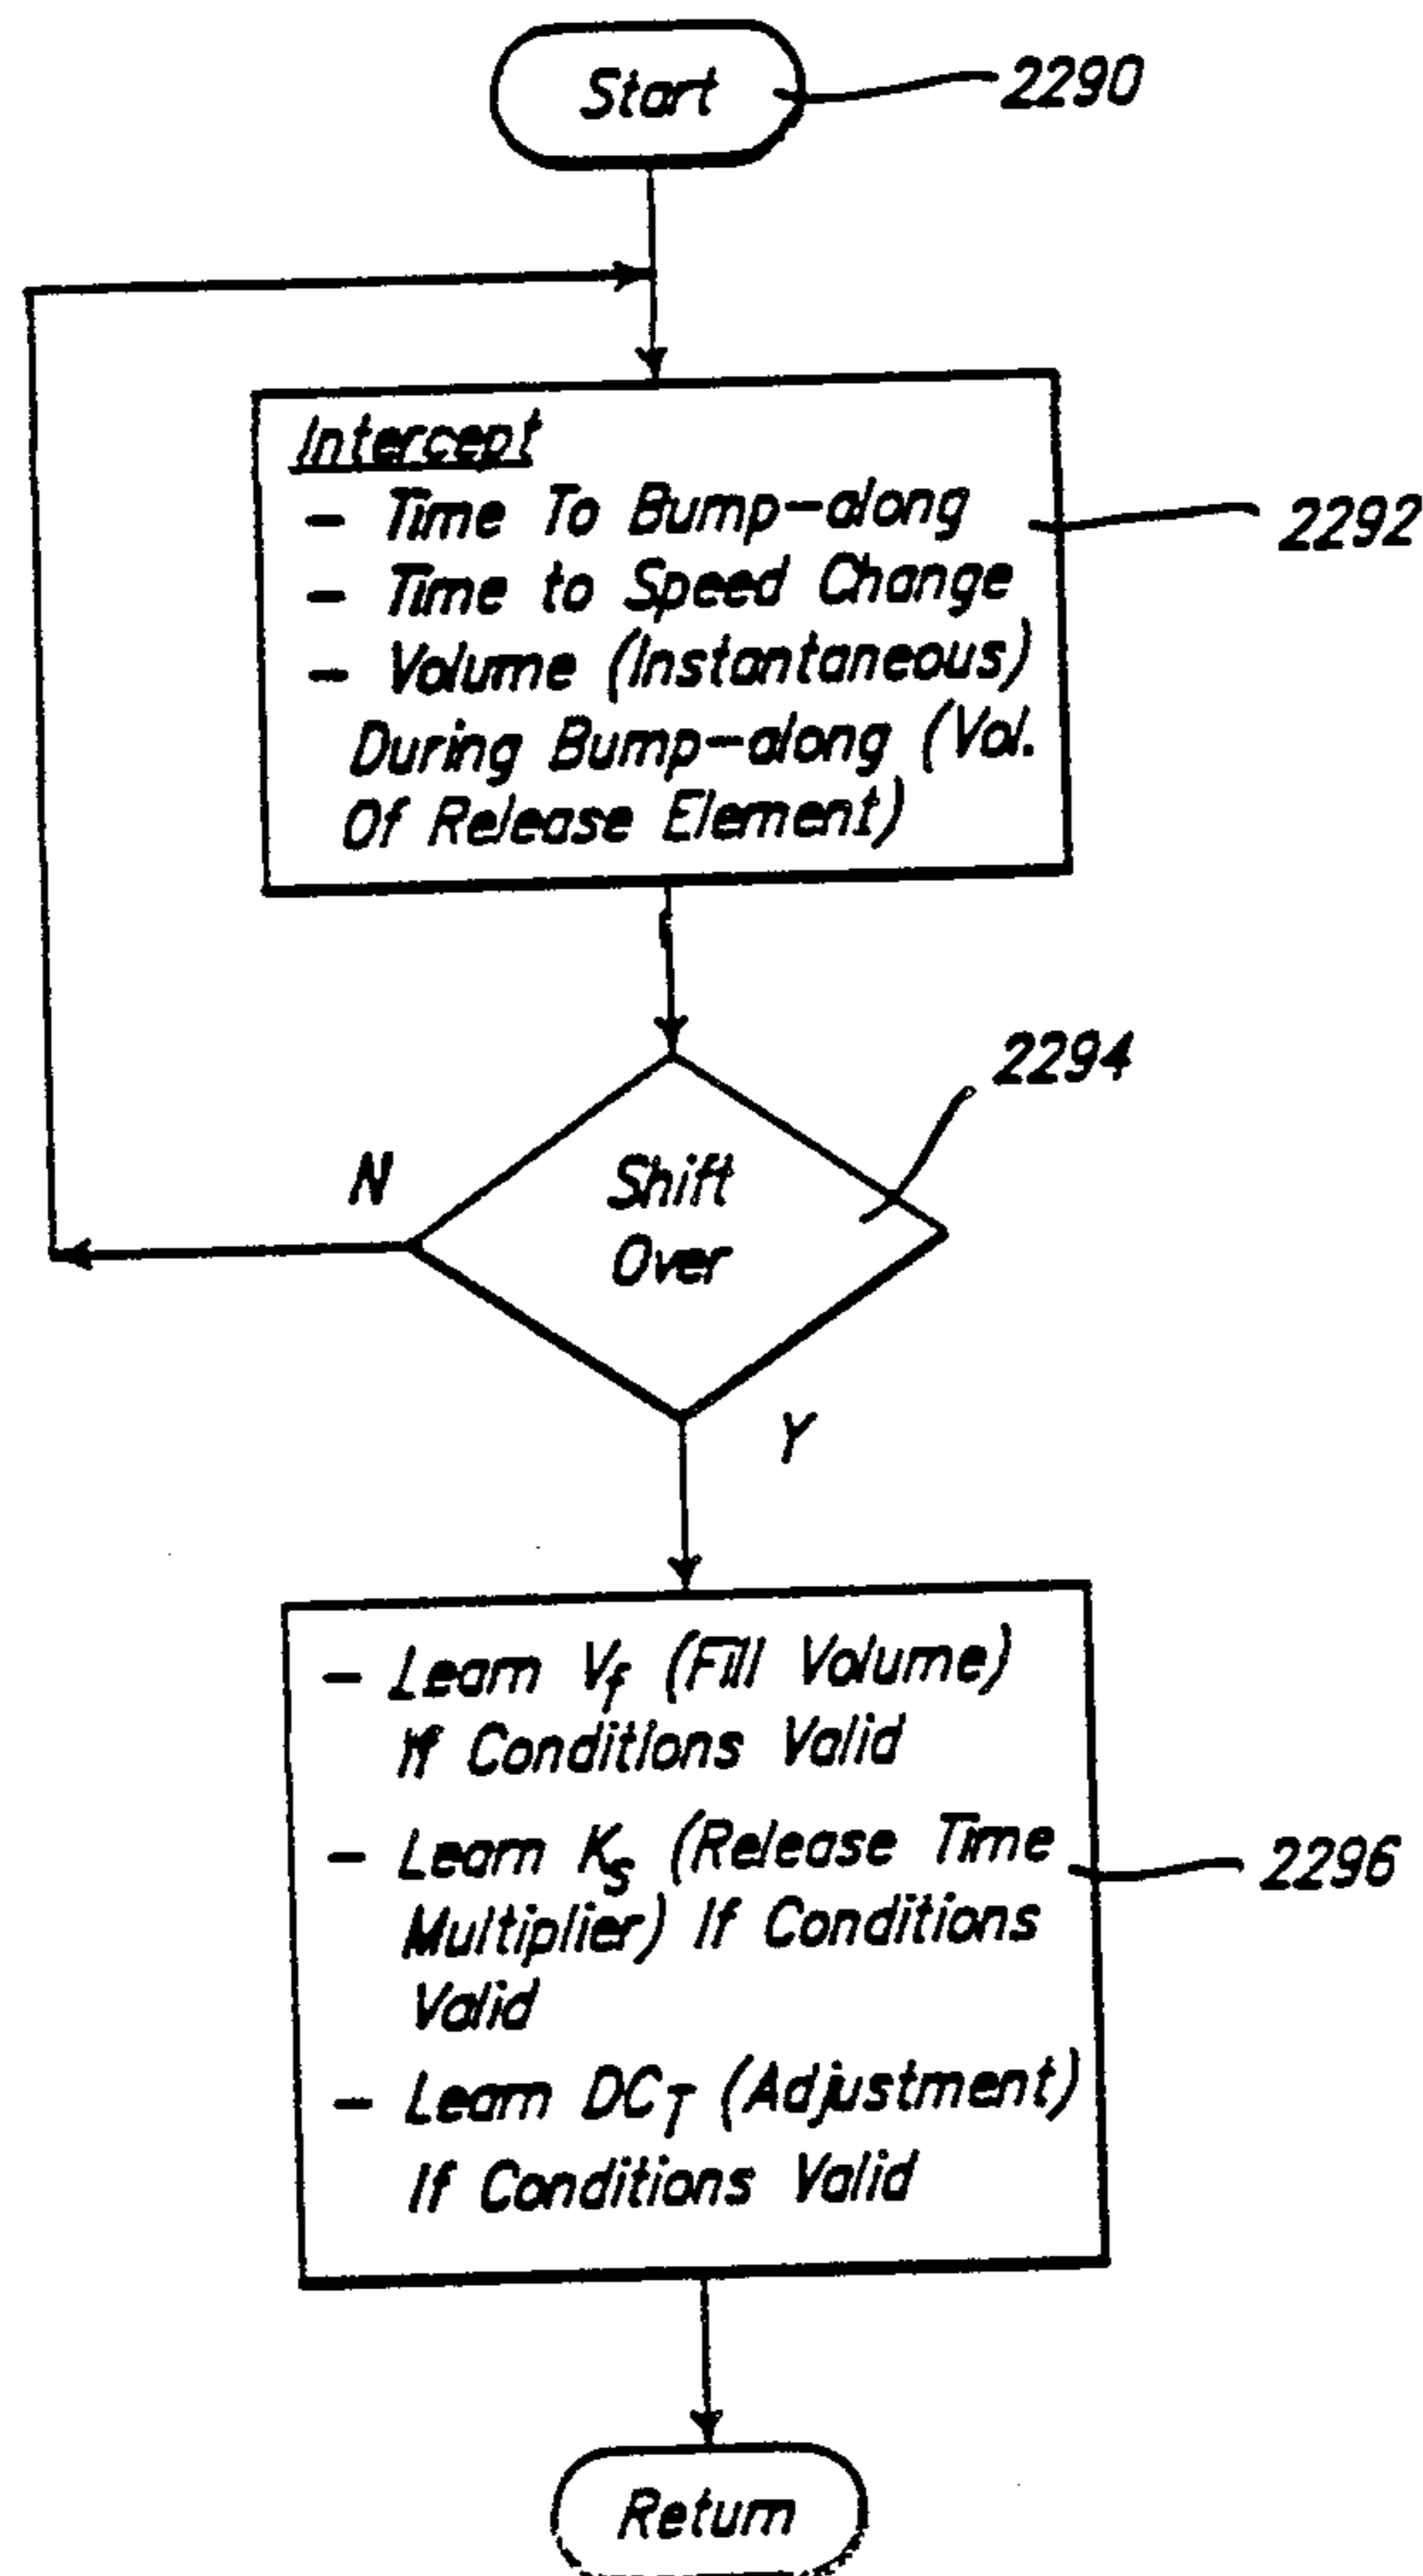 Start
2290
Intercept
- Time To Bump-along
- Time to Speed Change
- Volume (Instantaneous)
During Bump-along (Vol.
Of Release Element)
2292
2294
Shift
Over
N
Y
- Learn Vf (Fill Volume)
If Conditions Valid
- Learn Ks (Release Time
Multiplier) If Conditions
Valid
- Learn DCT (Adjustment)
If Conditions Valid
2296
Return